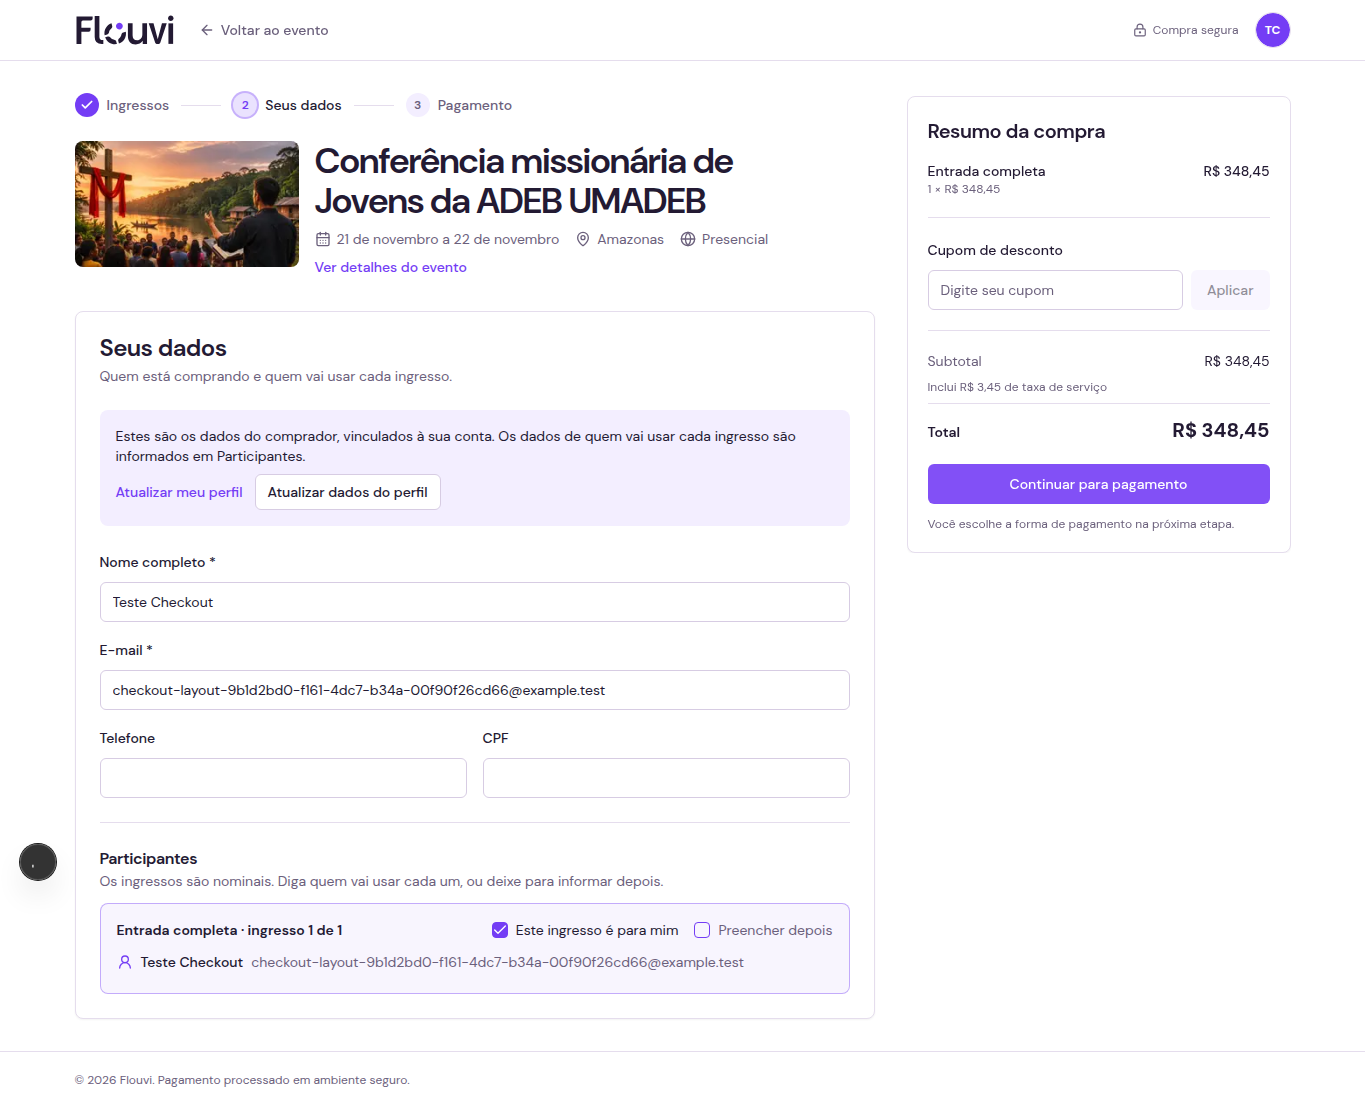 Flouvi
Voltar ao evento
Compra segura
TC
Ingressos
2
Seus dados
3
Pagamento
Conferência missionária de
Jovens da ADEB UMADEB
21 de novembro a 22 de novembro
Amazonas
Presencial
Ver detalhes do evento
Seus dados
Quem está comprando e quem vai usar cada ingresso.
Estes são os dados do comprador, vinculados à sua conta. Os dados de quem vai usar cada ingresso são
informados em Participantes.
Atualizar meu perfil
Atualizar dados do perfil
Nome completo *
Teste Checkout
E-mail *
checkout-layout-9b1d2bd0-f161-4dc7-b34a-00f90f26cd66@example.test
Telefone
CPF
Participantes
Os ingressos são nominais. Diga quem vai usar cada um, ou deixe para informar depois.
Entrada completa · ingresso 1 de 1
Este ingresso é para mim
Preencher depois
Teste Checkout checkout-layout-9b1d2bd0-f161-4dc7-b34a-00f90f26cd66@example.test
Resumo da compra
Entrada completa R$ 348,45
1 × R$ 348,45
Cupom de desconto
Digite seu cupom
Aplicar
Subtotal R$ 348,45
Inclui R$ 3,45 de taxa de serviço
Total R$ 348,45
Continuar para pagamento
Você escolhe a forma de pagamento na próxima etapa.
© 2026 Flouvi. Pagamento processado em ambiente seguro.